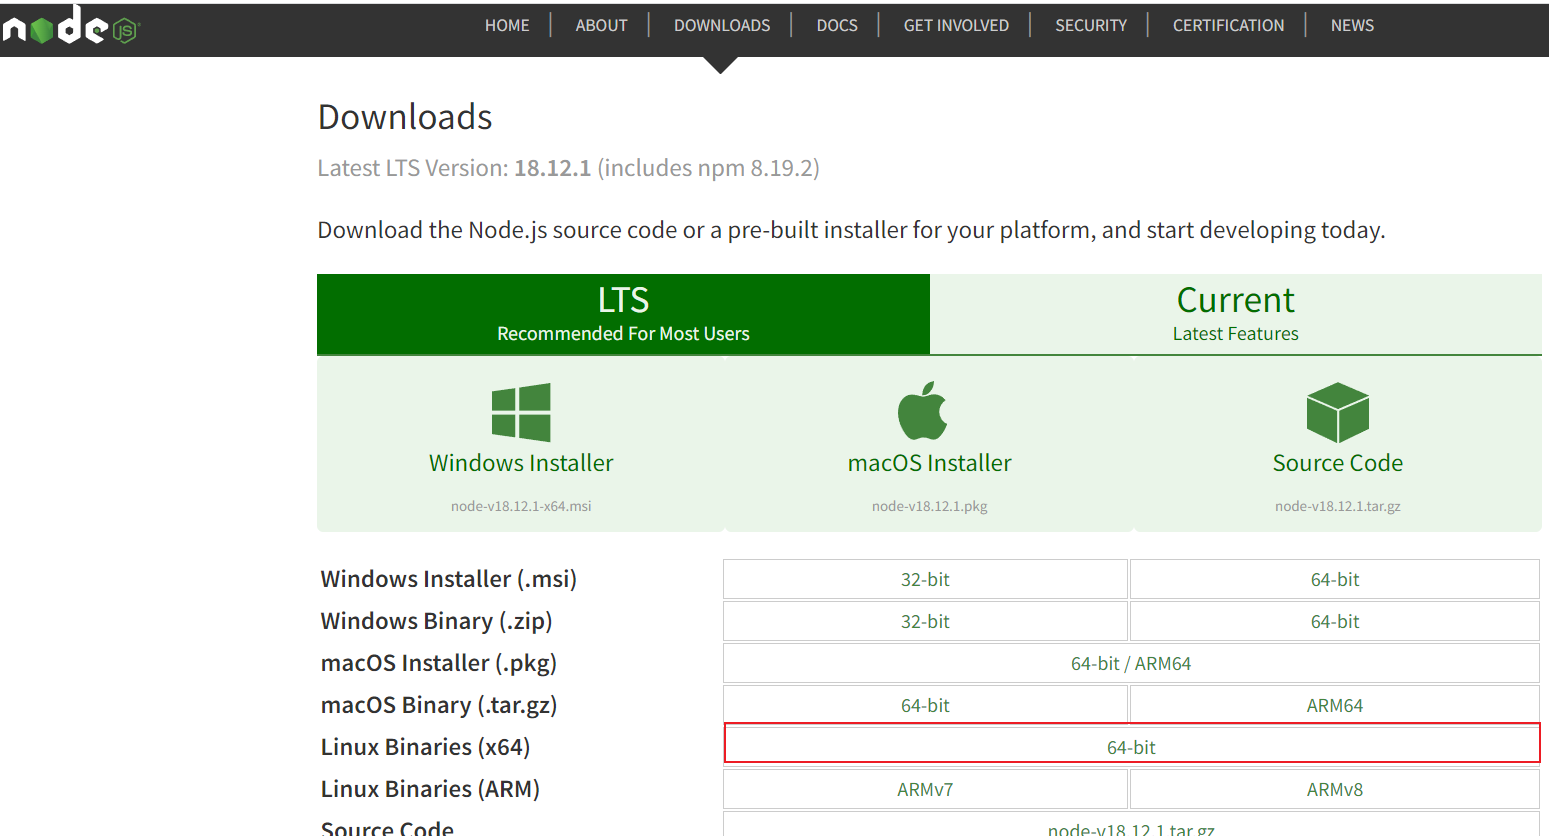 node JS
HOME ABOUT DOWNLOADS DOCS GET INVOLVED SECURITY CERTIFICATION NEWS
Downloads
Latest LTS Version: 18.12.1 (includes npm 8.19.2)
Download the Node.js source code or a pre-built installer for your platform, and start developing today.
LTS
Recommended For Most Users
Current
Latest Features
Windows Installer
node-v18.12.1-x64.msi
macOS Installer
node-v18.12.1.pkg
Source Code
node-v18.12.1.tar.gz
Windows Installer (.msi) 32-bit 64-bit
Windows Binary (.zip) 32-bit 64-bit
macOS Installer (.pkg) 64-bit / ARM64
macOS Binary (.tar.gz) 64-bit ARM64
Linux Binaries (x64) 64-bit
Linux Binaries (ARM) ARMv7 ARMv8
Source Code node-v18.12.1.tar.gz